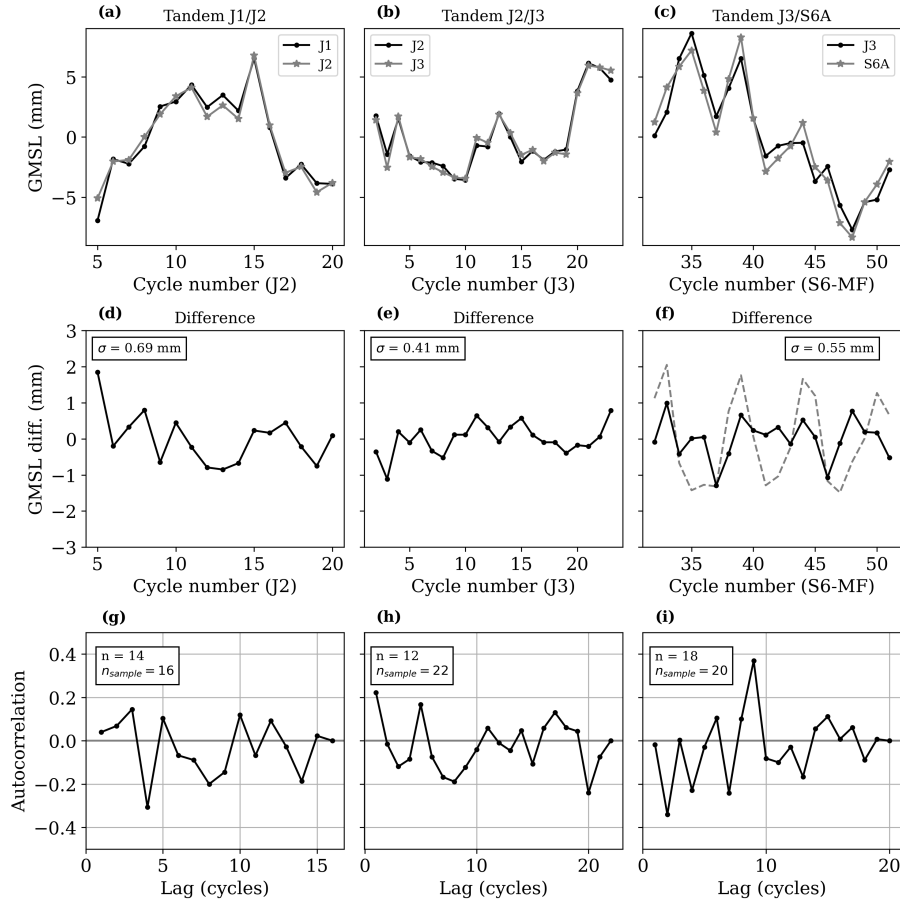 (a) Tandem J1/J2
(b) Tandem J2/J3
(c) Tandem J3/S6A
J1
J2
J2
J3
J3
S6A
GMSL (mm)
5
0
−5
5 10 15 20
5 10 15 20
35 40 45 50
Cycle number (J2)
Cycle number (J3)
Cycle number (S6-MF)
(d) Difference
(e) Difference
(f) Difference
σ = 0.69 mm
σ = 0.41 mm
σ = 0.55 mm
GMSL diff. (mm)
3
2
1
0
−1
−2
−3
5 10 15 20
5 10 15 20
35 40 45 50
Cycle number (J2)
Cycle number (J3)
Cycle number (S6-MF)
(g)
(h)
(i)
n = 14
n_sample = 16
n = 12
n_sample = 22
n = 18
n_sample = 20
Autocorrelation
0.4
0.2
0.0
−0.2
−0.4
0 5 10 15
0 10 20
0 10 20
Lag (cycles)
Lag (cycles)
Lag (cycles)